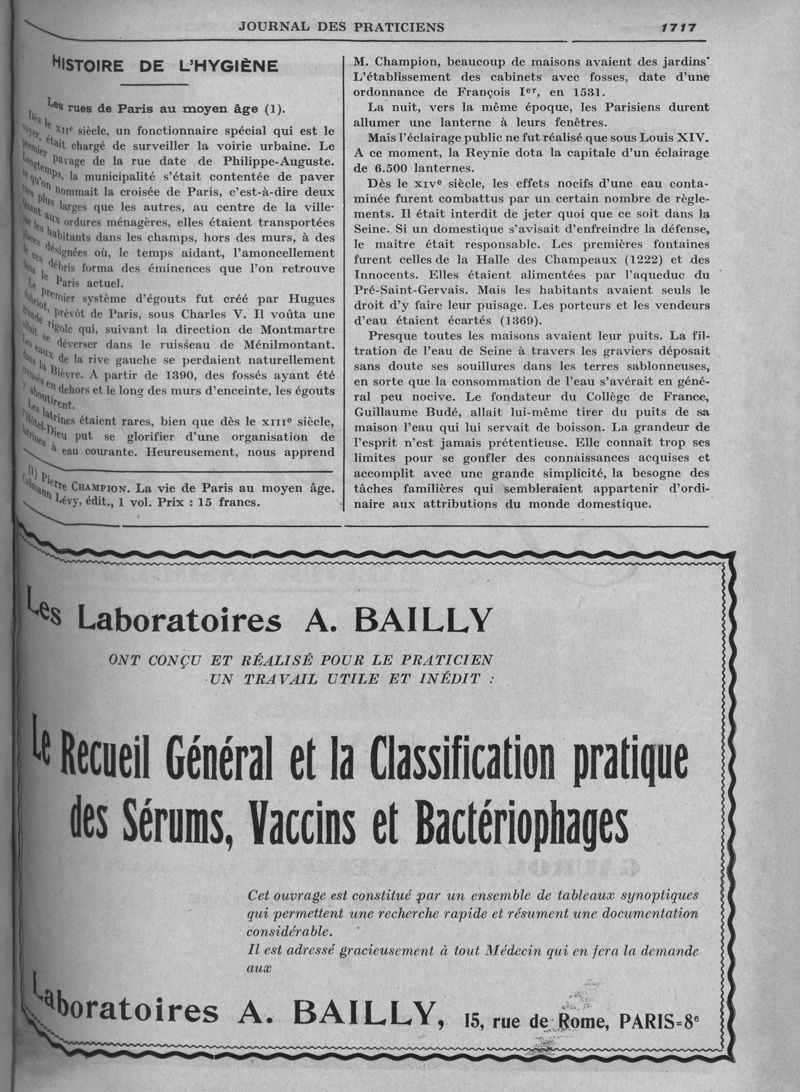 JOURNAL DES PRATICIENS
1717
HISTOIRE DE L'HYGIÈNE
Les rues de Paris au moyen âge (1).
Dès le XIIe siècle, un fonctionnaire spécial qui est le
voyer, était chargé de surveiller la voirie urbaine. Le
premier pavage de la rue date de Philippe-Auguste.
Longtemps, la municipalité s'était contentée de paver
ce qu'on nommait la croisée de Paris, c'est-à-dire deux
rues plus larges que les autres, au centre de la ville.
Quant aux ordures ménagères, elles étaient transportées
par les habitants dans les champs, hors des murs, à des
places désignées où, le temps aidant, l'amoncellement
de ces débris forma des éminences que l'on retrouve
dans le Paris actuel.
Le premier système d'égouts fut créé par Hugues
Aubriot, prévôt de Paris, sous Charles V. Il voûta une
grande rigole qui, suivant la direction de Montmartre
allait se déverser dans le ruisseau de Ménilmontant.
Les eaux de la rive gauche se perdaient naturellement
dans la Bièvre. A partir de 1390, des fossés ayant été
creusés en dehors et le long des murs d'enceinte, les égouts
y aboutirent.
Les latrines étaient rares, bien que dès le XIIIe siècle,
l'Hôtel-Dieu put se glorifier d'une organisation de
latrines à eau courante. Heureusement, nous apprend
(1) Pierre CHAMPION. La vie de Paris au moyen âge.
Calmann Lévy, édit., 1 vol. Prix : 15 francs.
M. Champion, beaucoup de maisons avaient des jardins.
L'établissement des cabinets avec fosses, date d'une
ordonnance de François Ier, en 1531.
La nuit, vers la même époque, les Parisiens durent
allumer une lanterne à leurs fenêtres.
Mais l'éclairage public ne fut réalisé que sous Louis XIV.
A ce moment, la Reynie dota la capitale d'un éclairage
de 6.500 lanternes.
Dès le XIVe siècle, les effets nocifs d'une eau conta-
minée furent combattus par un certain nombre de règle-
ments. Il était interdit de jeter quoi que ce soit dans la
Seine. Si un domestique s'avisait d'enfreindre la défense,
le maître était responsable. Les premières fontaines
furent celles de la Halle des Champeaux (1222) et des
Innocents. Elles étaient alimentées par l'aqueduc du
Pré-Saint-Gervais. Mais les habitants avaient seuls le
droit d'y faire leur puisage. Les porteurs et les vendeurs
d'eau étaient écartés (1369).
Presque toutes les maisons avaient leur puits. La fil-
tration de l'eau de Seine à travers les graviers déposait
sans doute ses souillures dans les terres sablonneuses,
en sorte que la consommation de l'eau s'avérait en géné-
ral peu nocive. Le fondateur du Collège de France,
Guillaume Budé, allait lui-même tirer du puits de sa
maison l'eau qui lui servait de boisson. La grandeur de
l'esprit n'est jamais prétentieuse. Elle connaît trop ses
limites pour se gonfler des connaissances acquises et
accomplit avec une grande simplicité, la besogne des
tâches familières qui sembleraient appartenir d'ordi-
naire aux attributions du monde domestique.
Les Laboratoires A. BAILLY
ONT CONÇU ET RÉALISÉ POUR LE PRATICIEN
UN TRAVAIL UTILE ET INÉDIT :
Le Recueil Général et la Classification pratique
des Sérums, Vaccins et Bactériophages
Cet ouvrage est constitué par un ensemble de tableaux synoptiques
qui permettent une recherche rapide et résument une documentation
considérable.
Il est adressé gracieusement à tout Médecin qui en fera la demande
aux
Laboratoires A. BAILLY, 15, rue de Rome, PARIS-8e